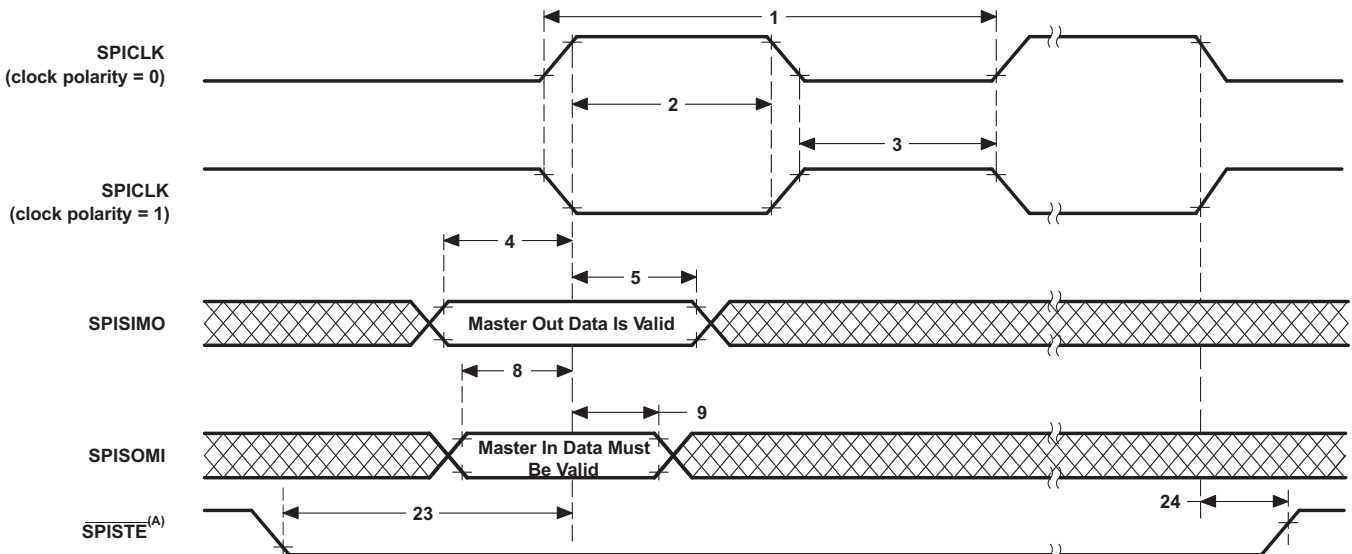 1
SPICLK
(clock polarity = 0)
2
3
SPICLK
(clock polarity = 1)
4
5
SPISIMO
Master Out Data Is Valid
8
9
SPISOMI
Master In Data Must
Be Valid
23
24
SPISTE(A)